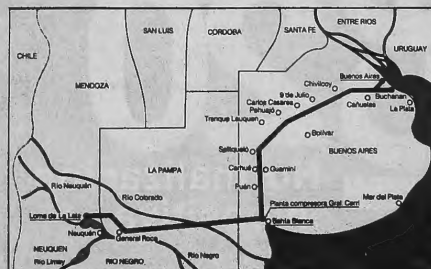 ENTRE RIOS
SAN LUIS
CORDOBA
SANTA FE
URUGUAY
CHILE
MENDOZA
Buenos Aires
Chivilcoy
9 de Julio
Buchanan
Carlos Casares
Cañuelas
La Plata
Pehuajó
Trenque Lauquen
Bolívar
BUENOS AIRES
Salliqueló
LA PAMPA
Carhué
Guaminí
Río Neuquén
Puán
Río Colorado
Planta compresora Gral. Cerri
Mar del Plata
Loma de La Lata
Bahía Blanca
Neuquén
General Roca
NEUQUEN
Río Negro
Río Limay
RIO NEGRO